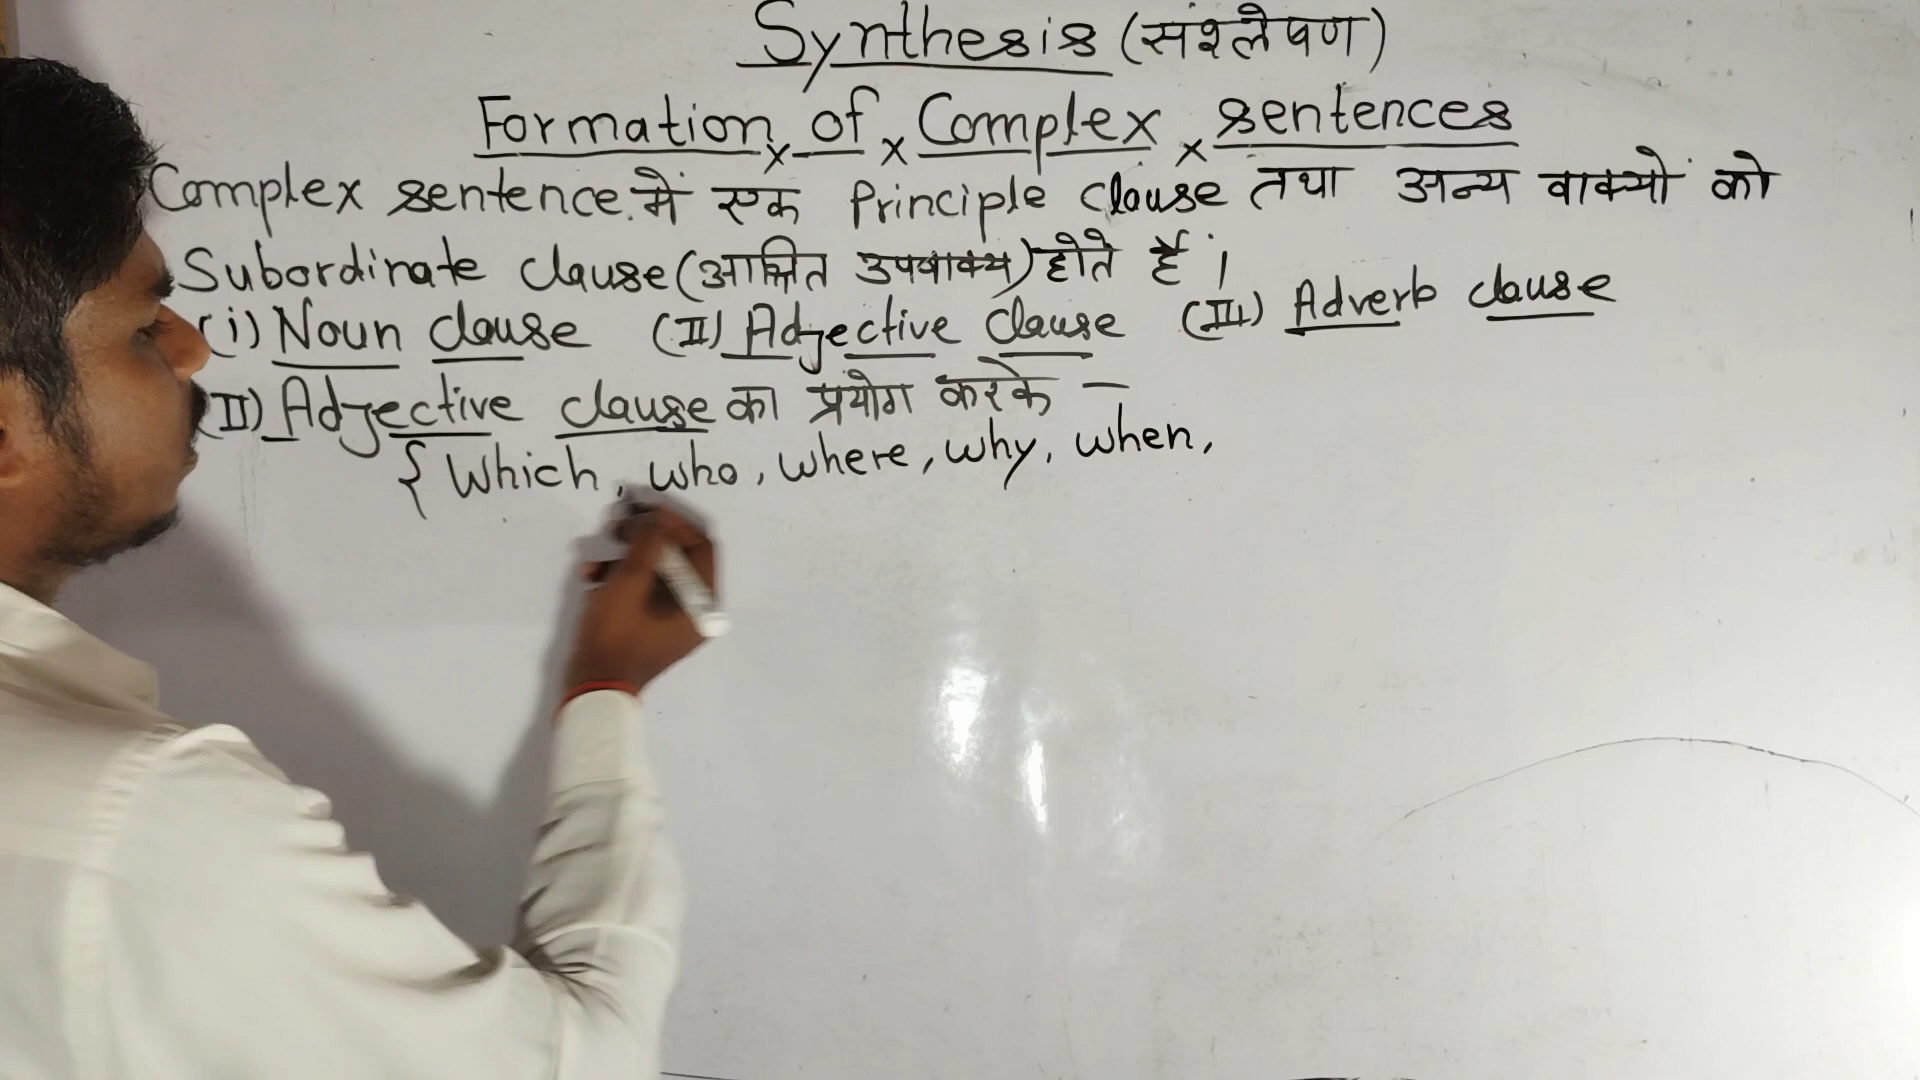 Synthesis (संश्लेषण)
Formation of Complex sentences
Complex sentence में एक Principle clause तथा अन्य वाक्यों को
Subordinate clause (आश्रित उपवाक्य) होते हैं।
(i) Noun clause (II) Adjective clause (III) Adverb clause
(II) Adjective clause का प्रयोग करके —
{ Which, who, where, why, when,